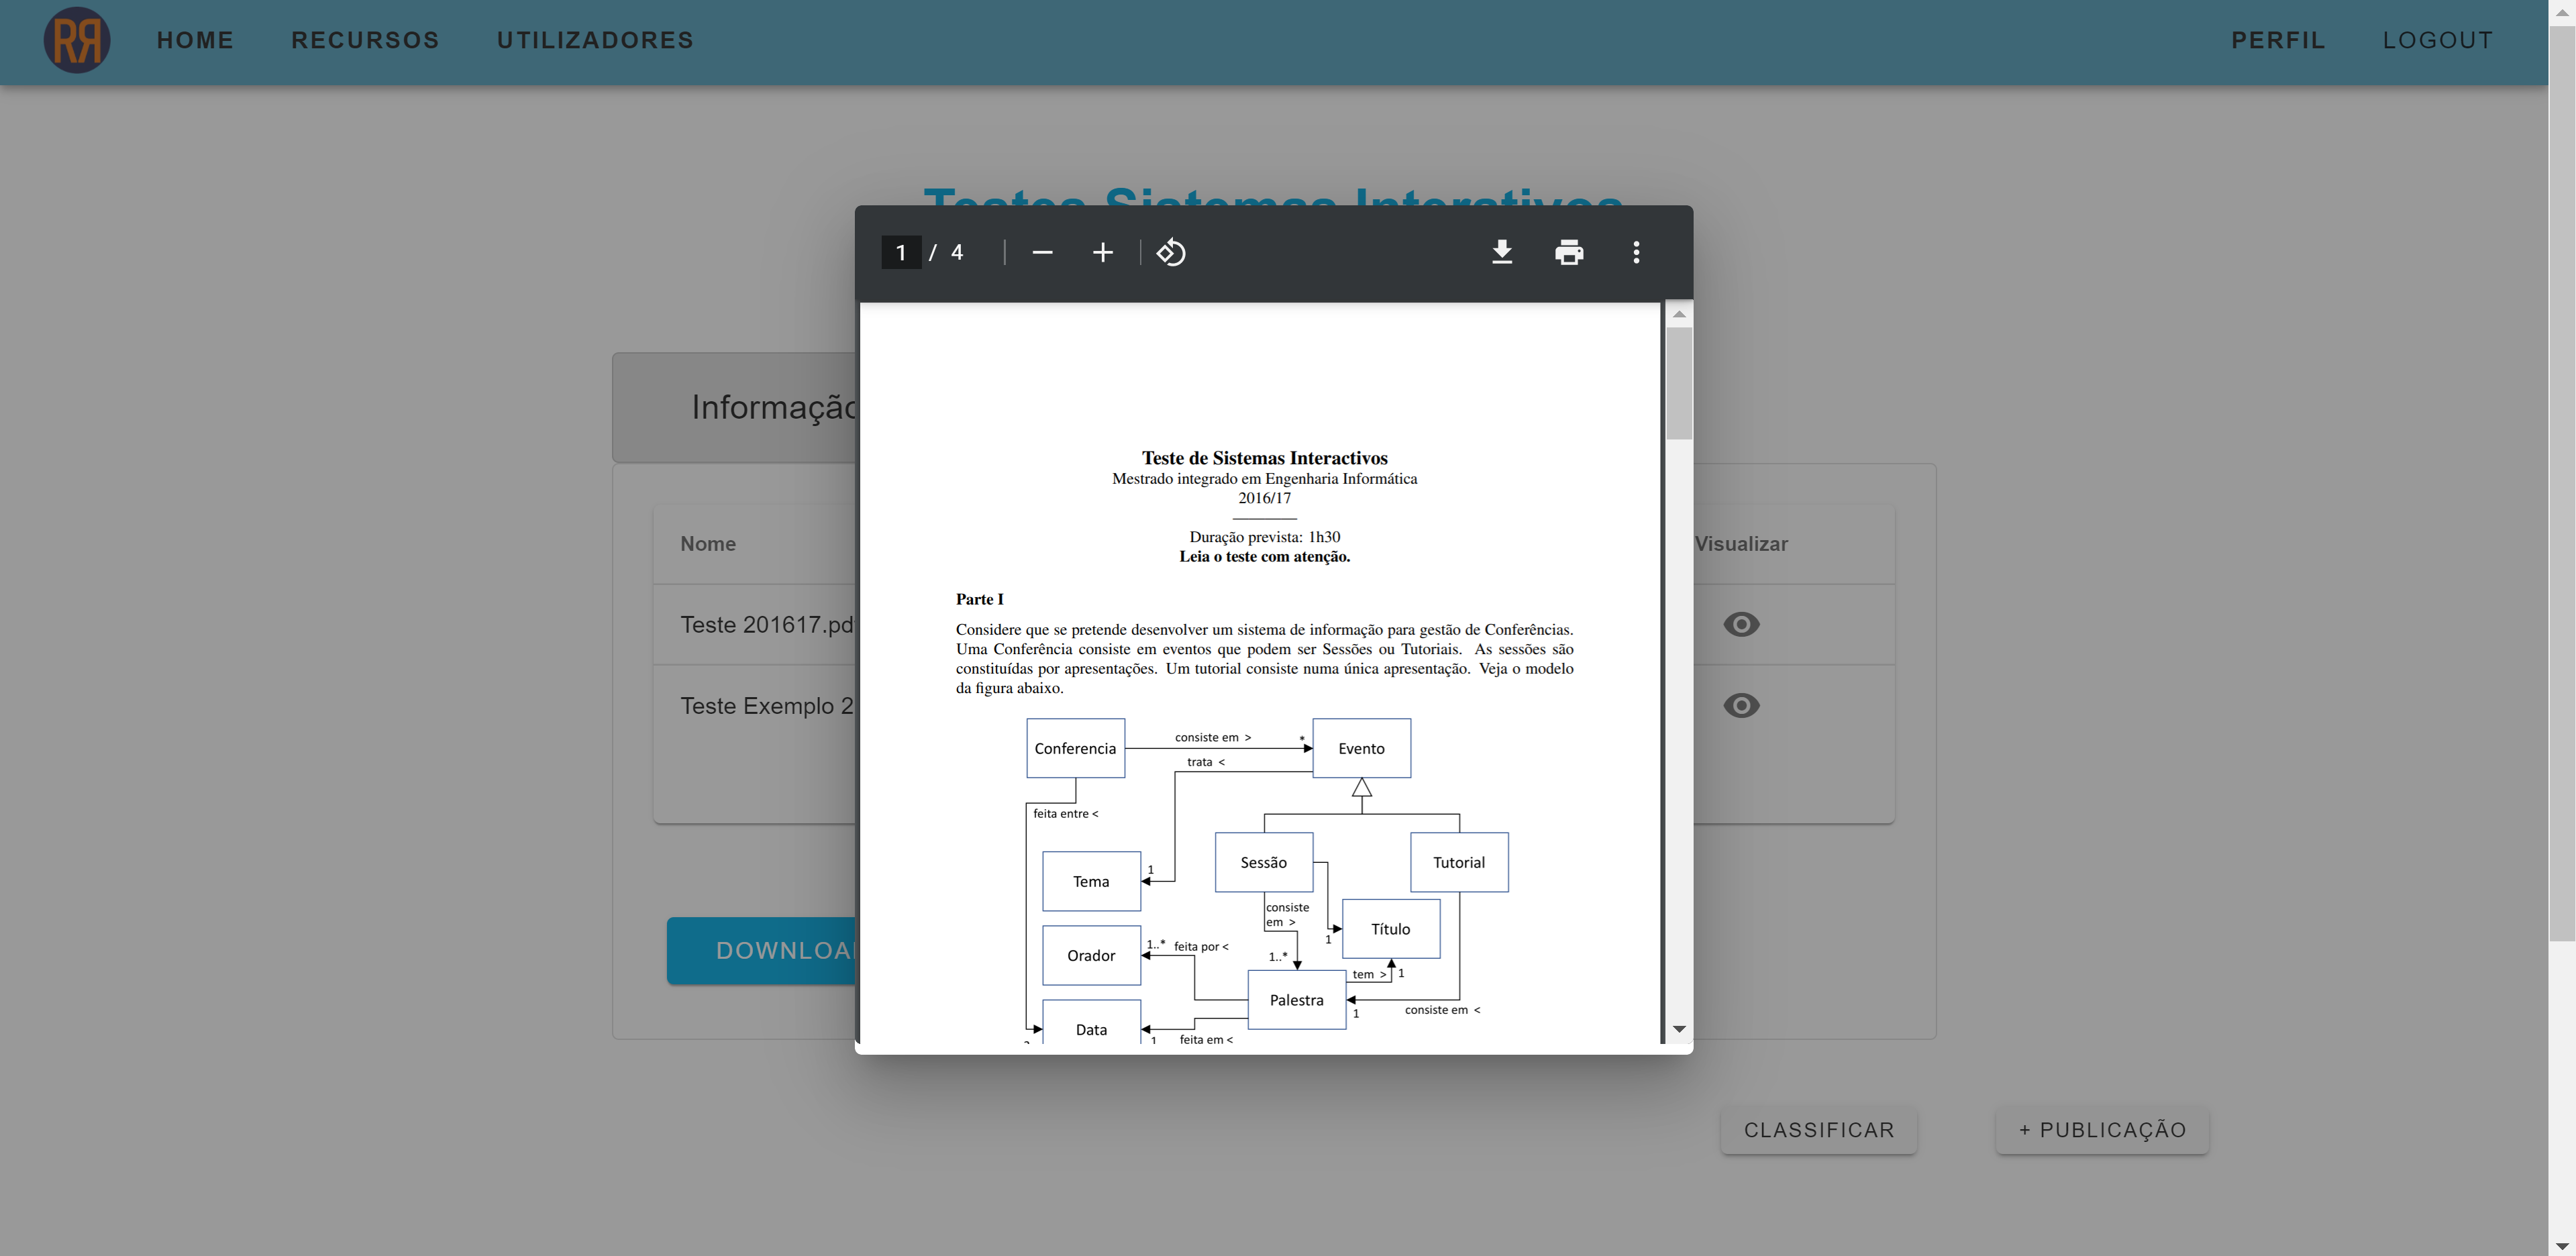 RR HOME RECURSOS UTILIZADORES PERFIL LOGOUT
Testes Sistemas Interativos
1 / 4
Informação
Nome
Visualizar
Teste 201617.pd
Teste Exemplo 2
DOWNLOA
Teste de Sistemas Interactivos
Mestrado integrado em Engenharia Informática
2016/17
Duração prevista: 1h30
Leia o teste com atenção.
Parte I
Considere que se pretende desenvolver um sistema de informação para gestão de Conferências.
Uma Conferência consiste em eventos que podem ser Sessões ou Tutoriais. As sessões são
constituídas por apresentações. Um tutorial consiste numa única apresentação. Veja o modelo
da figura abaixo.
Conferencia
consiste em >
*
Evento
trata <
feita entre <
Sessão
Tutorial
Tema
1
consiste
em >
1..*
Título
1
Orador
1..*
feita por <
tem >
1
Palestra
1
consiste em <
Data
1
feita em <
CLASSIFICAR
+ PUBLICAÇÃO